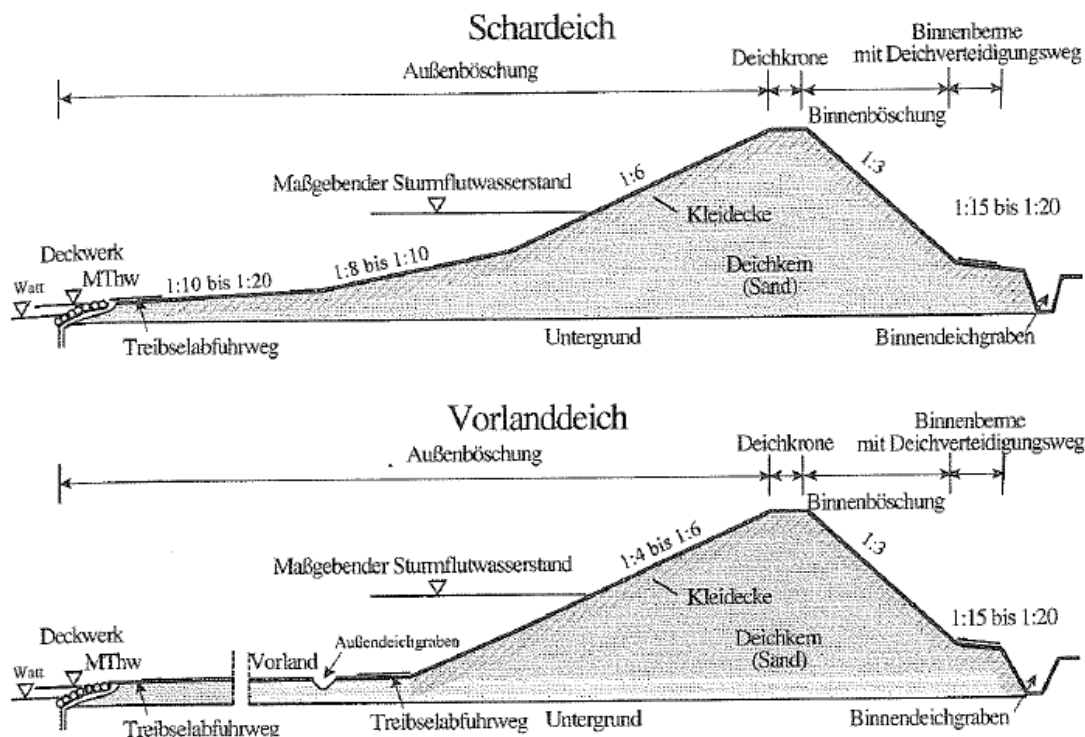 Schardeich
Binnenberme
mit Deichverteidigungsweg
Außenböschung
Deichkrone
Binnenböschung
1:6
1:3
Maßgebender Sturmflutwasserstand
Kleidecke
1:15 bis 1:20
Deckwerk
MThw
Watt
1:10 bis 1:20
1:8 bis 1:10
Deichkern
(Sand)
Treibselabfuhrweg
Untergrund
Binnendeichgraben
Vorlanddeich
Binnenberme
mit Deichverteidigungsweg
Außenböschung
Deichkrone
Binnenböschung
1:4 bis 1:6
1:3
Maßgebender Sturmflutwasserstand
Kleidecke
1:15 bis 1:20
Deckwerk
MThw
Watt
Vorland
Außendeichgraben
Deichkern
(Sand)
Treibselabfuhrweg
Treibselabfuhrweg
Untergrund
Binnendeichgraben